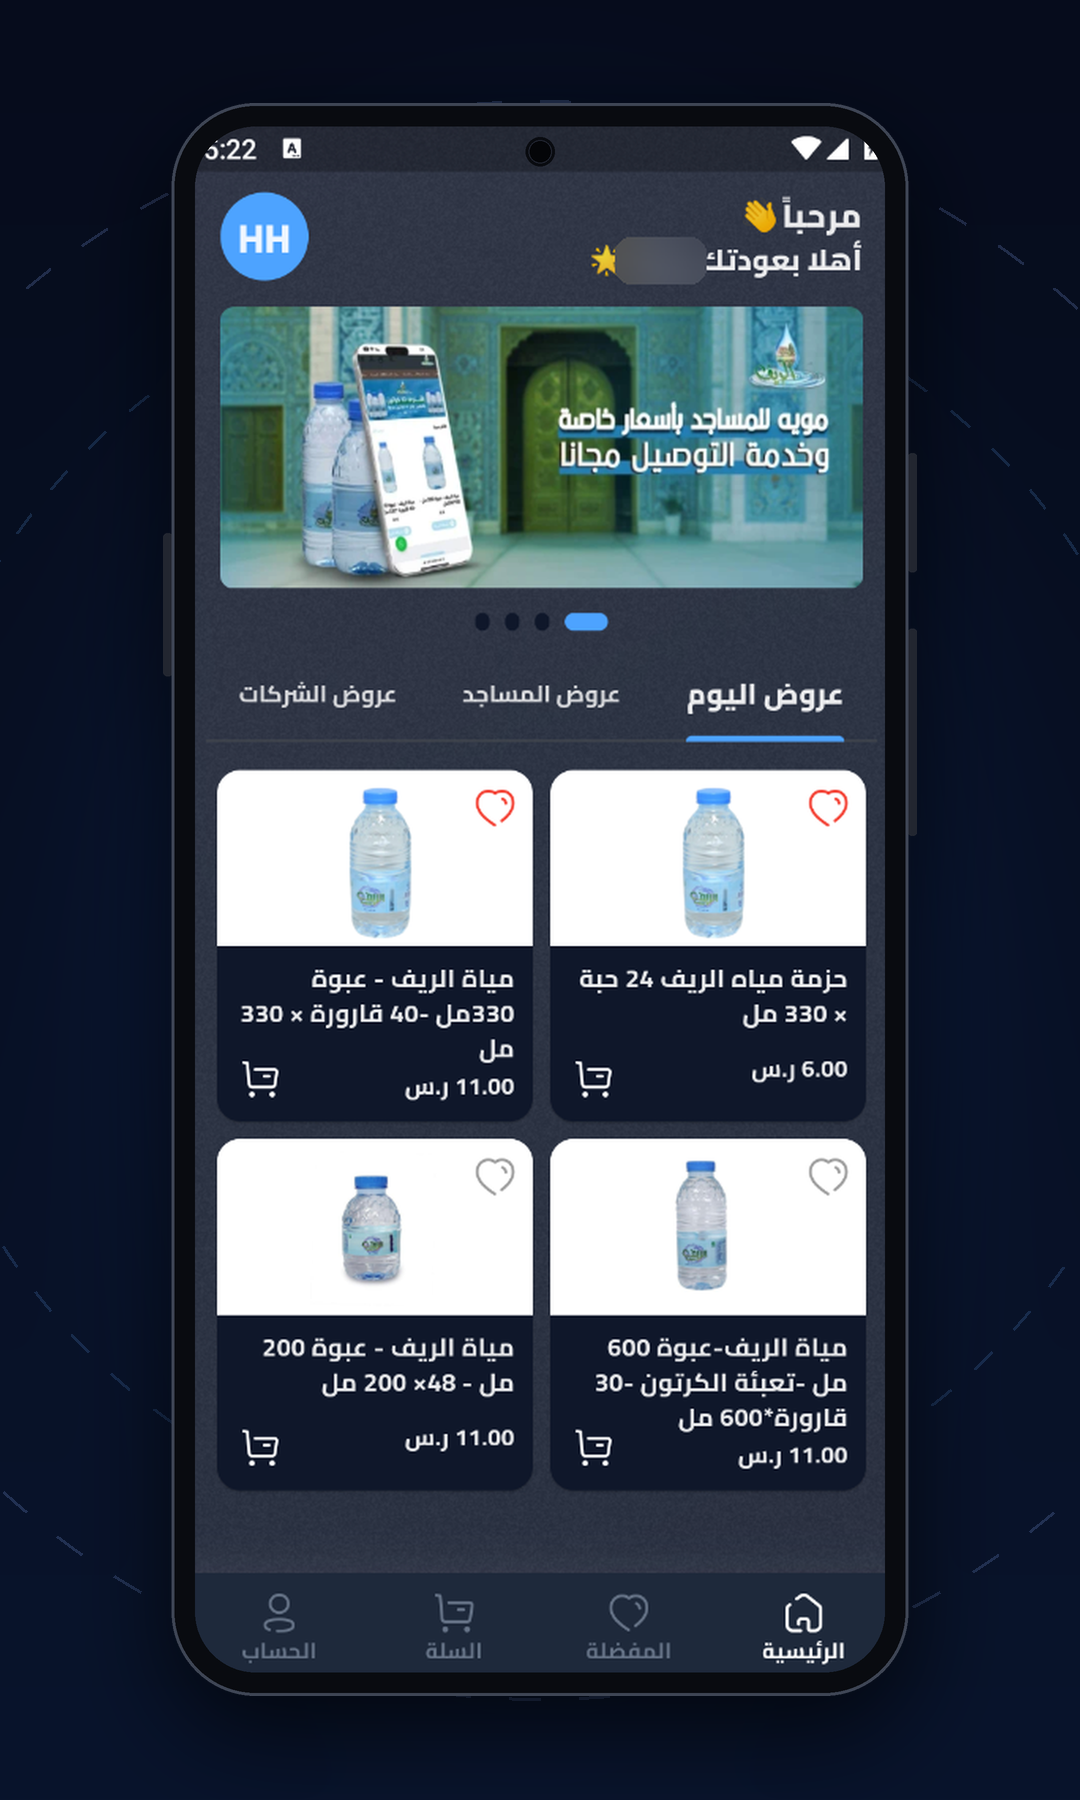 5:22
A
مرحباً👋
أهلا بعودتك 🌟
HH
مويه للمساجد بأسعار خاصة
وخدمة التوصيل مجانا
عروض اليوم
عروض المساجد
عروض الشركات
حزمة مياه الريف 24 حبة
× 330 مل
6.00 ر.س
مياة الريف - عبوة
330مل -40 قارورة × 330
مل
11.00 ر.س
مياة الريف-عبوة 600
مل -تعبئة الكرتون -30
قارورة*600 مل
11.00 ر.س
مياة الريف - عبوة 200
مل - 48× 200 مل
11.00 ر.س
الرئيسية
المفضلة
السلة
الحساب